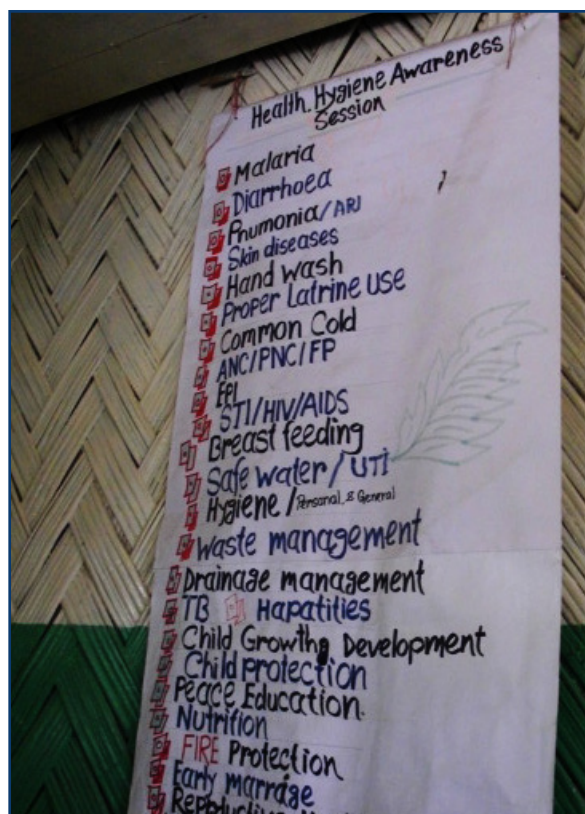 Health, Hygiene Awareness
Session
Malaria
Diarrhoea
Pnumonia/ARI
Skin diseases
Hand wash
Proper Latrine use
Common Cold
ANC/PNC/FP
EPI
STI/HIV/AIDS
Breast feeding
Safe water/UTI
Hygiene/Personal & General
Waste management
Drainage management
TB Hapatities
Child Growth & Development
Child protection
Peace Education.
Nutrition
FIRE Protection
Early marrage